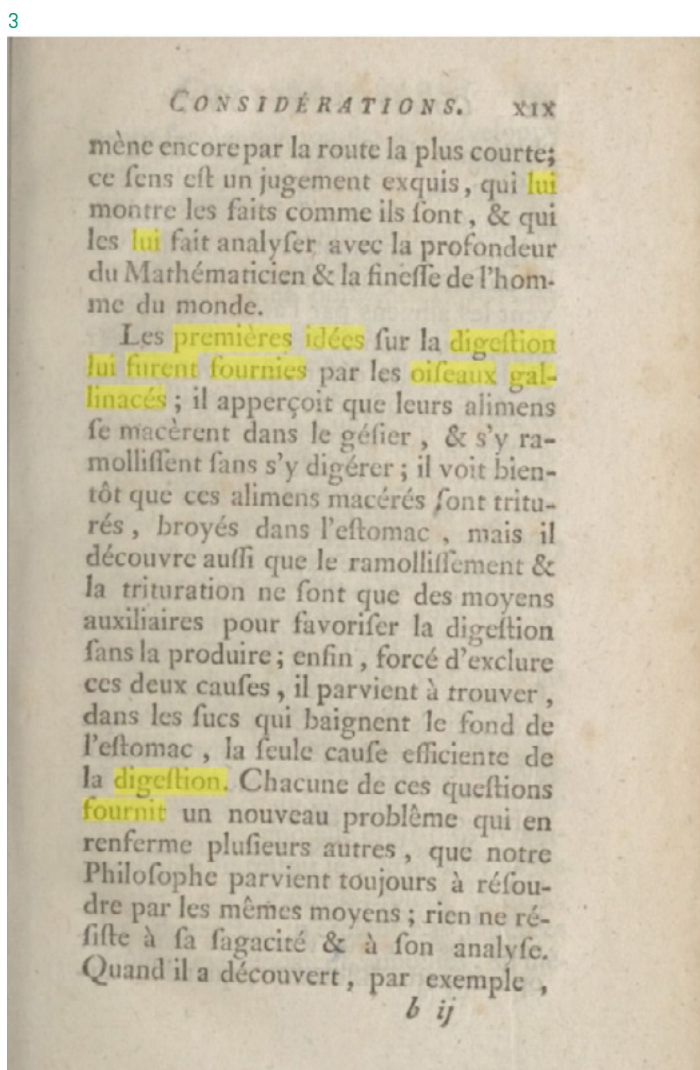 3
CONSIDÉRATIONS. xix
mène encore par la route la plus courte;
ce ſens eſt un jugement exquis, qui lui
montre les faits comme ils ſont, & qui
les lui fait analyſer avec la profondeur
du Mathématicien & la fineſſe de l'hom-
me du monde.
Les premières idées ſur la digeſtion
lui furent fournies par les oiſeaux gal-
linacés; il apperçoit que leurs alimens
ſe macèrent dans le géſier, & s'y ra-
molliſſent ſans s'y digérer; il voit bien-
tôt que ces alimens macérés ſont tritu-
rés, broyés dans l'eſtomac, mais il
découvre auſſi que le ramolliſſement &
la trituration ne ſont que des moyens
auxiliaires pour favoriſer la digeſtion
ſans la produire; enfin, forcé d'exclure
ces deux cauſes, il parvient à trouver,
dans les ſucs qui baignent le fond de
l'eſtomac, la ſeule cauſe efficiente de
la digeſtion. Chacune de ces queſtions
fournit un nouveau problême qui en
renferme pluſieurs autres, que notre
Philoſophe parvient toujours à réſou-
dre par les mêmes moyens; rien ne ré-
ſiſte à ſa ſagacité & à ſon analyſe.
Quand il a découvert, par exemple,
b ij